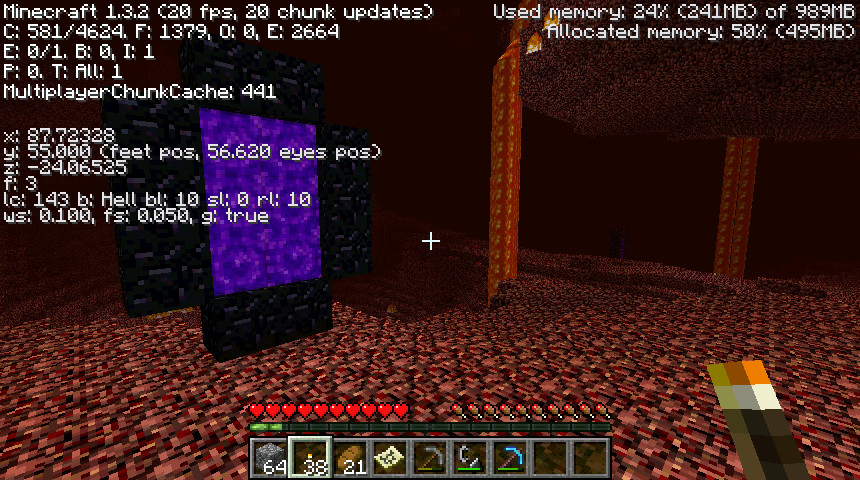 Minecraft 1.3.2 (20 fps, 20 chunk updates)
Used memory: 24% (241MB) of 989MB
C: 581/4624. F: 1379, O: 0, E: 2664
Allocated memory: 50% (495MB)
E: 0/1. B: 0, I: 1
P: 0. T: All: 1
MultiplayerChunkCache: 441
x: 87.72328
y: 55.000 (feet pos, 56.620 eyes pos)
z: -24.06525
f: 3
lc: 143 b: Hell bl: 10 sl: 0 rl: 10
ws: 0.100, fs: 0.050, g: true
64
38
21